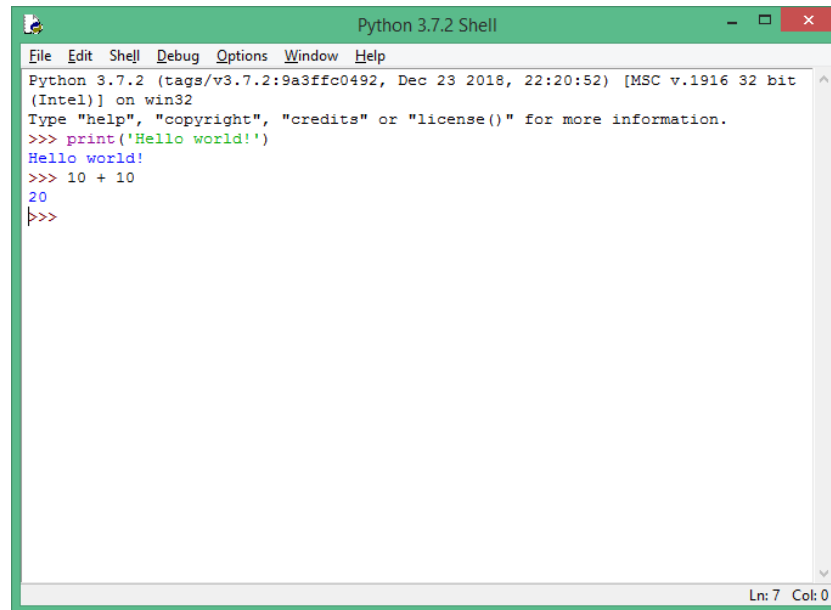 Python 3.7.2 Shell
File Edit Shell Debug Options Window Help
Python 3.7.2 (tags/v3.7.2:9a3ffc0492, Dec 23 2018, 22:20:52) [MSC v.1916 32 bit
(Intel)] on win32
Type "help", "copyright", "credits" or "license()" for more information.
>>> print('Hello world!')
Hello world!
>>> 10 + 10
20
>>>
Ln: 7 Col: 0